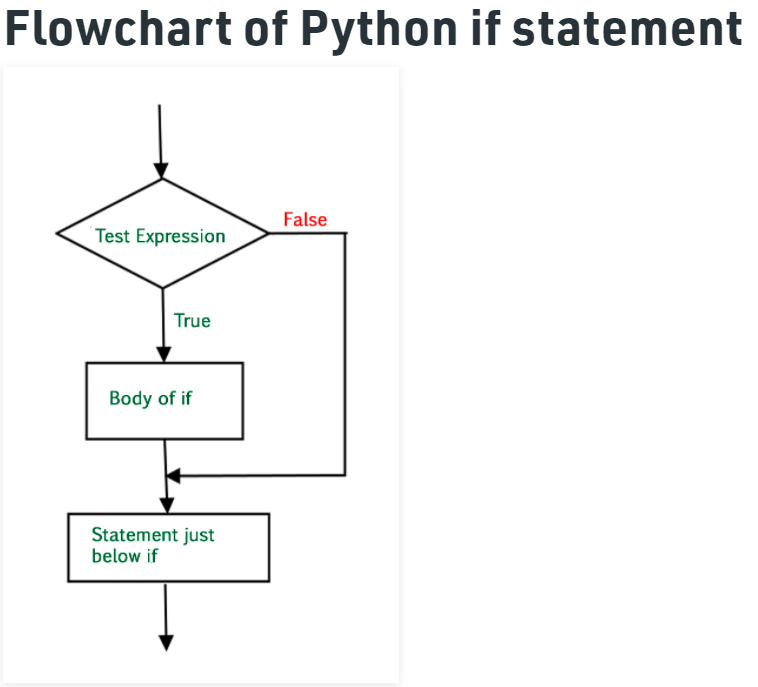 Flowchart of Python if statement
False
Test Expression
True
Body of if
Statement just
below if